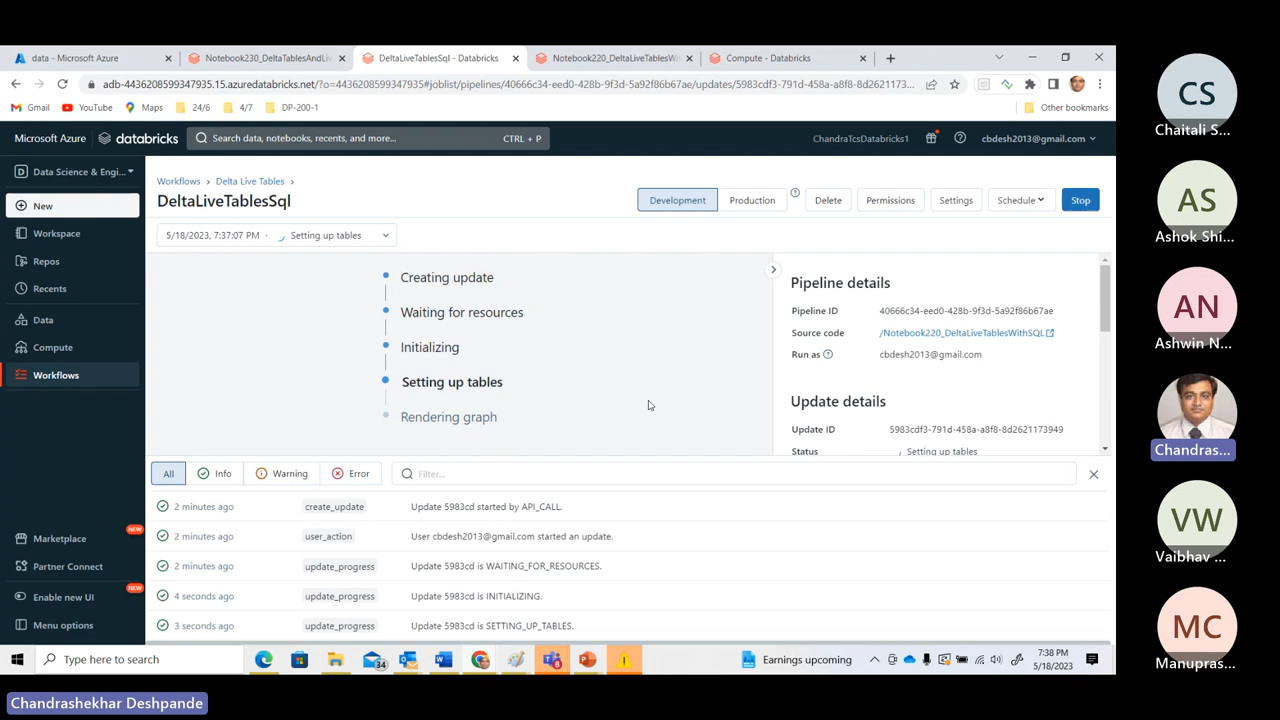 data - Microsoft Azure
Notebook230_DeltaTablesAndLiv
DeltaLiveTablesSql - Databricks
Notebook220_DeltaLiveTablesWi
Compute - Databricks
adb-4436208599347935.15.azuredatabricks.net/?o=4436208599347935#joblist/pipelines/40666c34-eed0-428b-9f3d-5a92f86b67ae/updates/5983cdf3-791d-458a-a8f8-8d2621173949...
Gmail YouTube Maps 24/6 4/7 DP-200-1 Other bookmarks
Microsoft Azure databricks Search data, notebooks, recents, and more... CTRL + P ChandraTcsDatabricks1 cbdesh2013@gmail.com
D Data Science & Engi...
New
Workspace
Repos
Recents
Data
Compute
Workflows
Marketplace NEW
Partner Connect
Enable new UI NEW
Menu options
Workflows > Delta Live Tables >
DeltaLiveTablesSql
Development Production Delete Permissions Settings Schedule Stop
5/18/2023, 7:37:07 PM · Setting up tables
Creating update
Waiting for resources
Initializing
Setting up tables
Rendering graph
Pipeline details
Pipeline ID 40666c34-eed0-428b-9f3d-5a92f86b67ae
Source code /Notebook220_DeltaLiveTablesWithSQL
Run as cbdesh2013@gmail.com
Update details
Update ID 5983cdf3-791d-458a-a8f8-8d2621173949
Status Setting up tables
All Info Warning Error Filter...
2 minutes ago create_update Update 5983cd started by API_CALL.
2 minutes ago user_action User cbdesh2013@gmail.com started an update.
2 minutes ago update_progress Update 5983cd is WAITING_FOR_RESOURCES.
4 seconds ago update_progress Update 5983cd is INITIALIZING.
3 seconds ago update_progress Update 5983cd is SETTING_UP_TABLES.
Type here to search
34
8
Earnings upcoming
7:38 PM
5/18/2023
CS
Chaitali S...
AS
Ashok Shi...
AN
Ashwin N...
Chandras...
VW
Vaibhav ...
MC
Manupras...
Chandrashekhar Deshpande